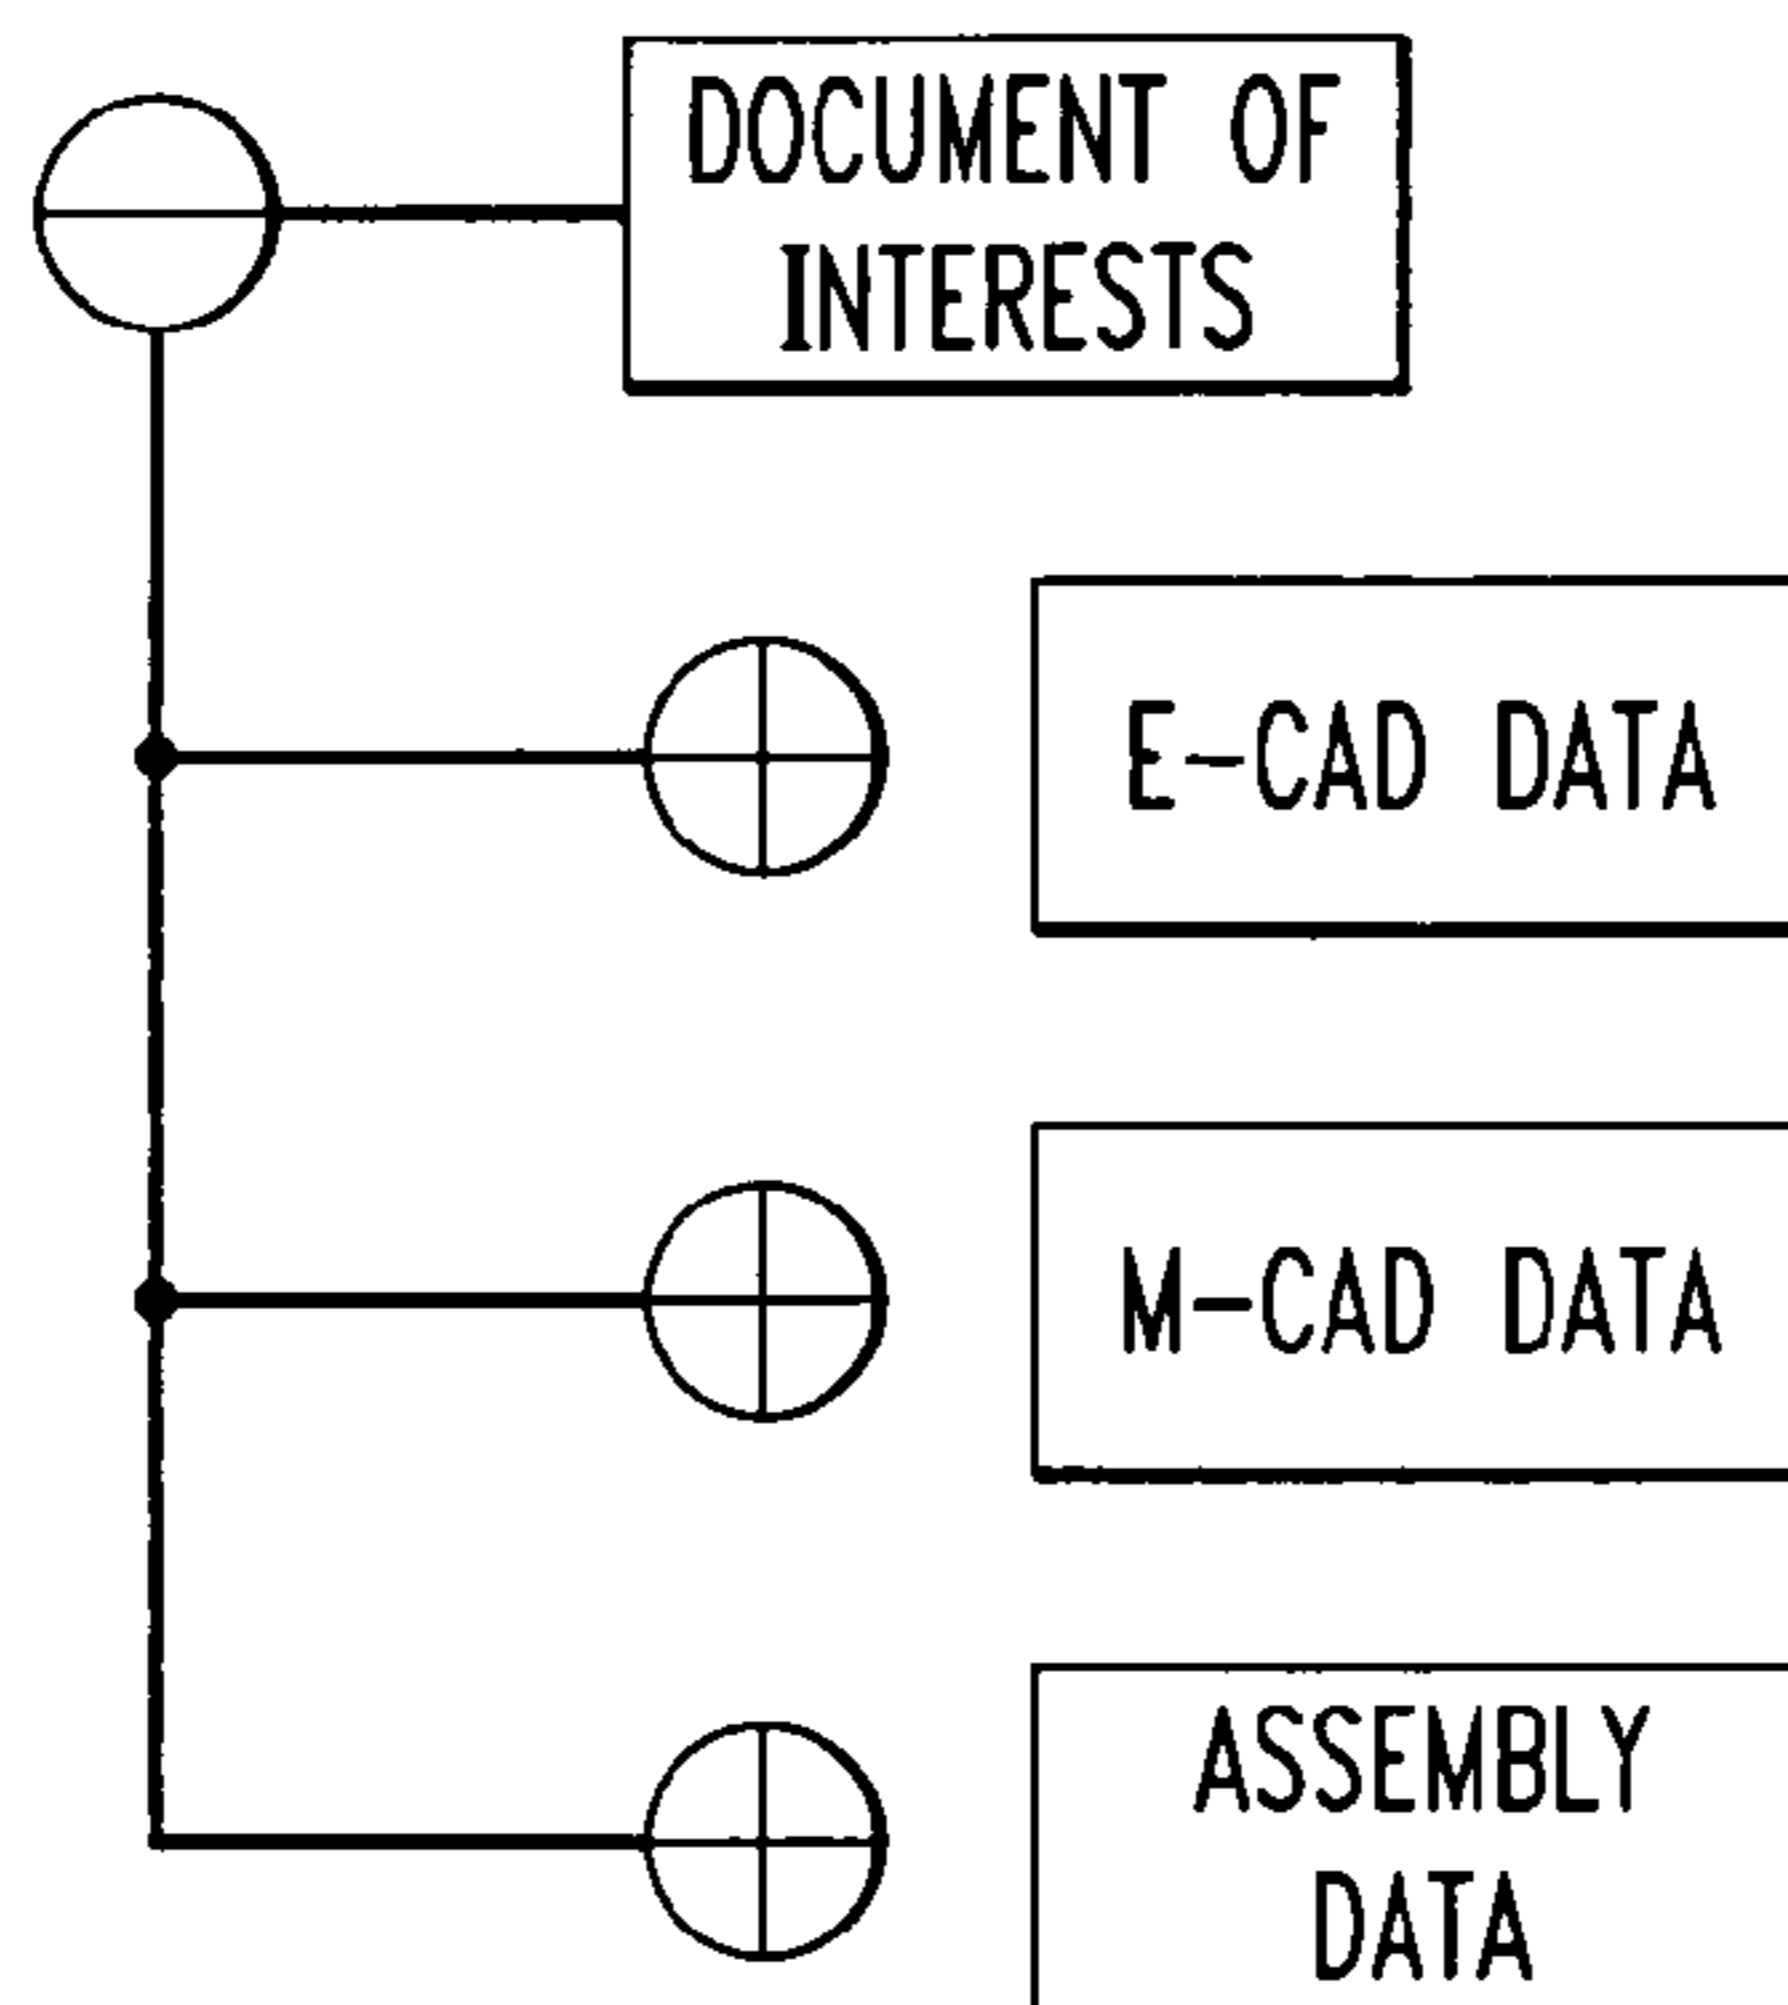 DOCUMENT OF
INTERESTS
E-CAD DATA
M-CAD DATA
ASSEMBLY
DATA